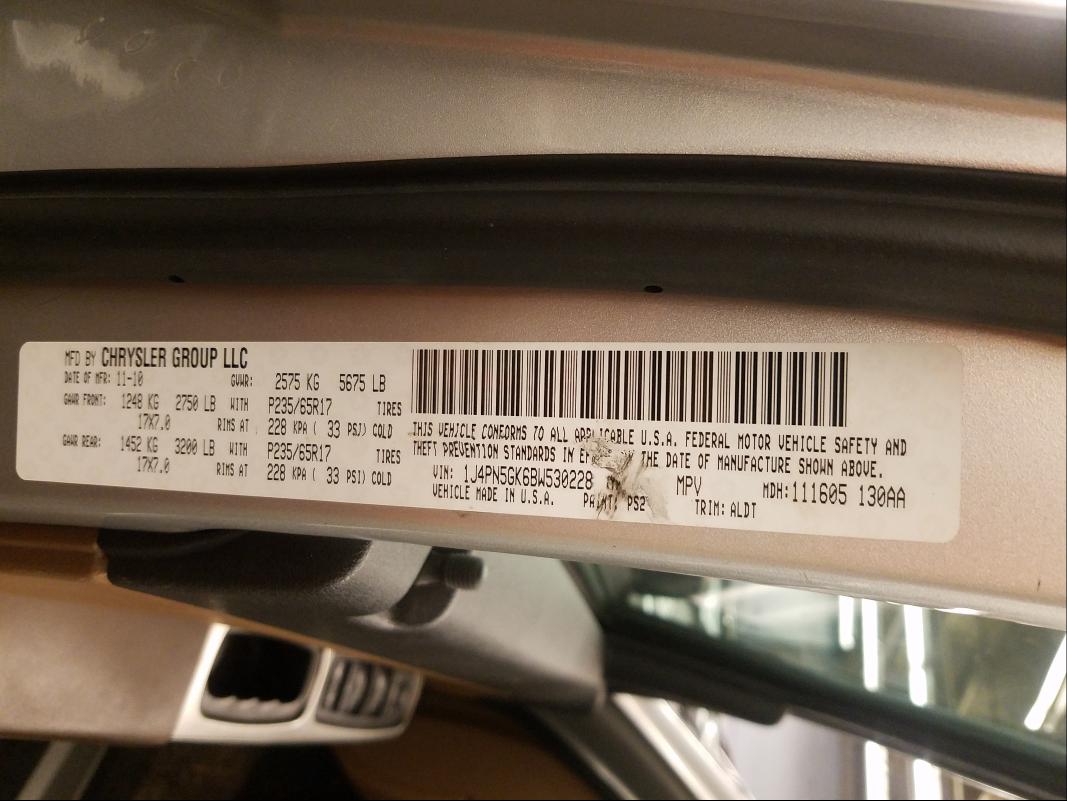 MFD BY CHRYSLER GROUP LLC
DATE OF MFR: 11-10 GVWR: 2575 KG 5675 LB
GAWR FRONT: 1248 KG 2750 LB WITH P235/65R17 TIRES
17X7.0 RIMS AT 228 KPA ( 33 PSI) COLD
GAWR REAR: 1452 KG 3200 LB WITH P235/65R17 TIRES
17X7.0 RIMS AT 228 KPA ( 33 PSI) COLD
THIS VEHICLE CONFORMS TO ALL APPLICABLE U.S.A. FEDERAL MOTOR VEHICLE SAFETY AND
THEFT PREVENTION STANDARDS IN THE DATE OF MANUFACTURE SHOWN ABOVE.
VIN: 1J4PN5GK6BW530228 MPV MDH:111605 130AA
VEHICLE MADE IN U.S.A. PAINT: PS2 TRIM: ALDT